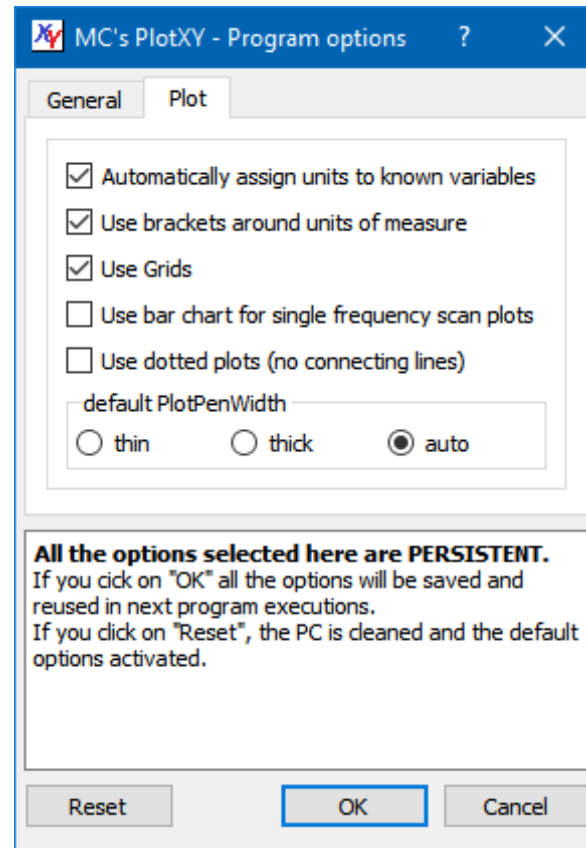 XY MC's PlotXY - Program options ?
General Plot
Automatically assign units to known variables
Use brackets around units of measure
Use Grids
Use bar chart for single frequency scan plots
Use dotted plots (no connecting lines)
default PlotPenWidth
thin thick auto
All the options selected here are PERSISTENT.
If you cick on "OK" all the options will be saved and
reused in next program executions.
If you click on "Reset", the PC is cleaned and the default
options activated.
Reset OK Cancel